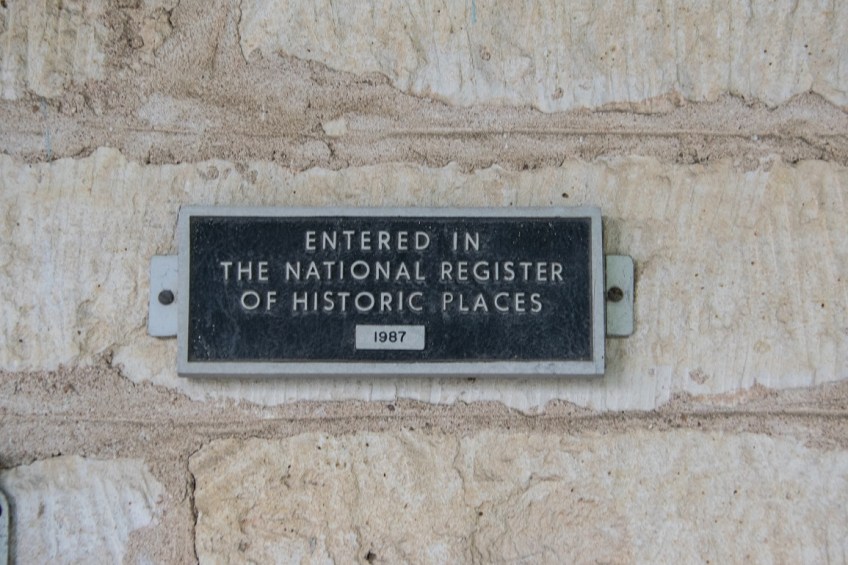 ENTERED IN
THE NATIONAL REGISTER
OF HISTORIC PLACES
1987